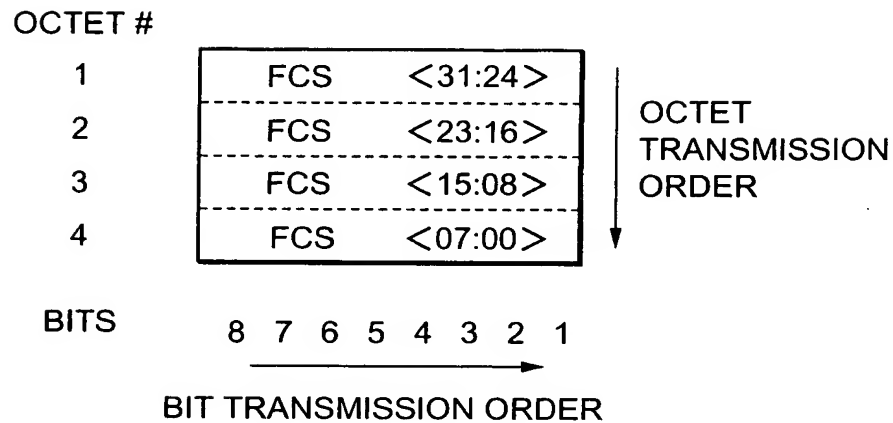 OCTET #
1 FCS <31:24>
2 FCS <23:16>
3 FCS <15:08>
4 FCS <07:00>
OCTET
TRANSMISSION
ORDER
BITS 8 7 6 5 4 3 2 1
BIT TRANSMISSION ORDER